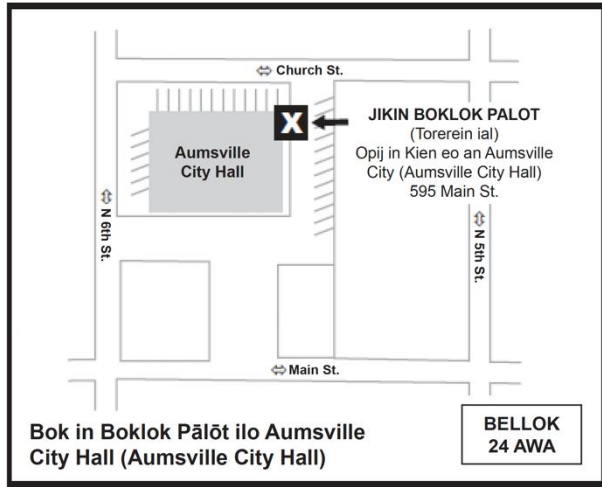 ⇔ Church St.
X
JIKIN BOKLOK PALOT
(Torerein ial)
Opij in Kien eo an Aumsville
City (Aumsville City Hall)
595 Main St.
Aumsville
City Hall
⇔ N 6th St.
⇔ N 5th St.
⇔ Main St.
Bok in Boklok Pālōt ilo Aumsville
City Hall (Aumsville City Hall)
BELLOK
24 AWA